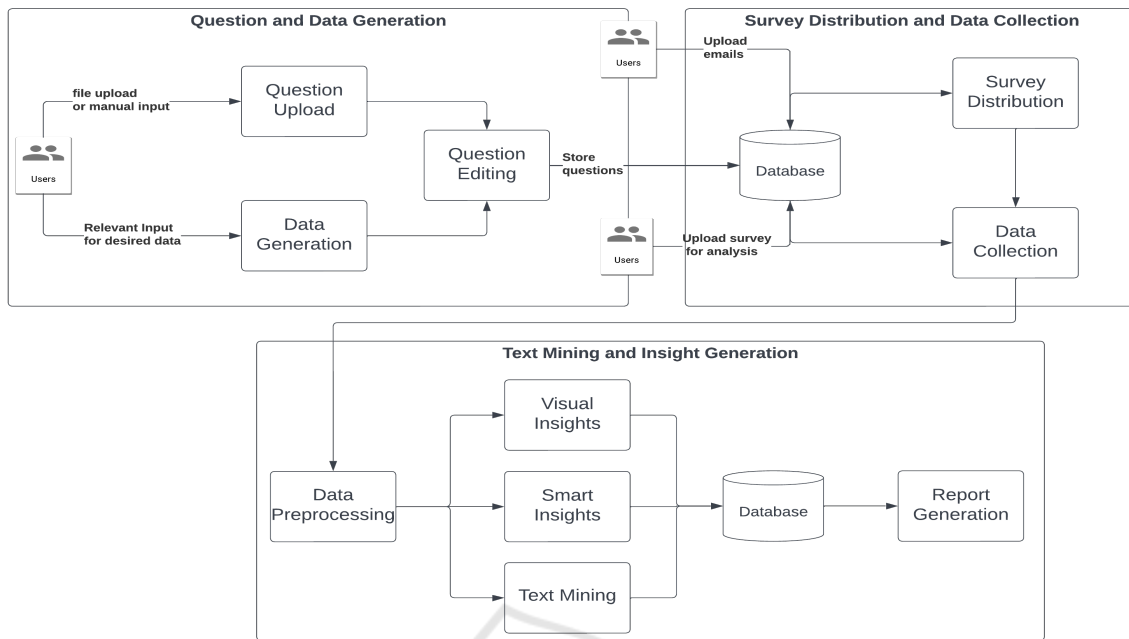 Question and Data Generation
Users
file upload
or manual input
Question
Upload
Users
Relevant Input
for desired data
Data
Generation
Question
Editing
Store
questions
Users
Survey Distribution and Data Collection
Upload
emails
Survey
Distribution
Database
Upload survey
for analysis
Data
Collection
Text Mining and Insight Generation
Data
Preprocessing
Visual
Insights
Smart
Insights
Text Mining
Database
Report
Generation